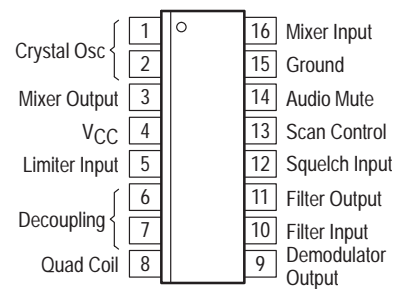 Crystal Osc
1
2
Mixer Output 3
VCC 4
Limiter Input 5
Decoupling
6
7
Quad Coil 8
16 Mixer Input
15 Ground
14 Audio Mute
13 Scan Control
12 Squelch Input
11 Filter Output
10 Filter Input
9 Demodulator
Output